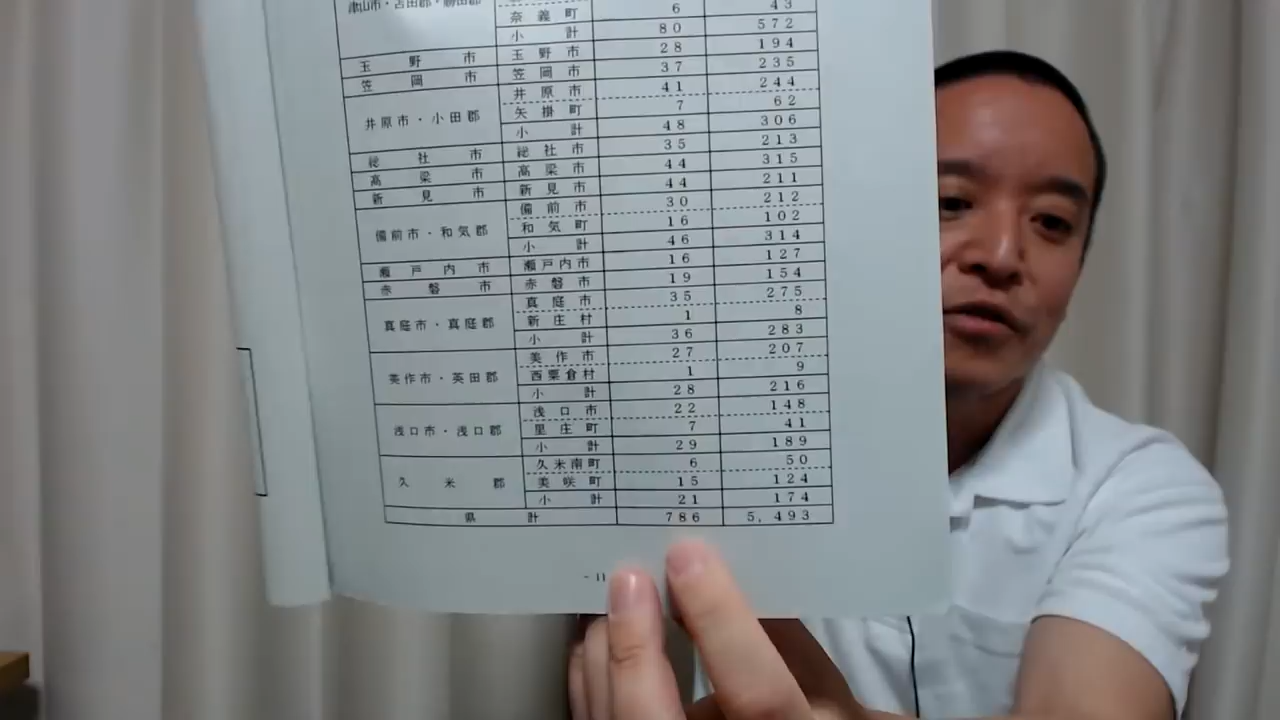 津山市・苫田郡・勝田郡
奈義町 6 43
小計 80 572
玉野市 玉野市 28 194
笠岡市 笠岡市 37 235
井原市・小田郡
井原市 41 244
矢掛町 7 62
小計 48 306
総社市 総社市 35 213
高梁市 高梁市 44 315
新見市 新見市 44 211
備前市・和気郡
備前市 30 212
和気町 16 102
小計 46 314
瀬戸内市 瀬戸内市 16 127
赤磐市 赤磐市 19 154
真庭市・真庭郡
真庭市 35 275
新庄村 1 8
小計 36 283
美作市・英田郡
美作市 27 207
西粟倉村 1 9
小計 28 216
浅口市・浅口郡
浅口市 22 148
里庄町 7 41
小計 29 189
久米郡
久米南町 6 50
美咲町 15 124
小計 21 174
県計 786 5,493